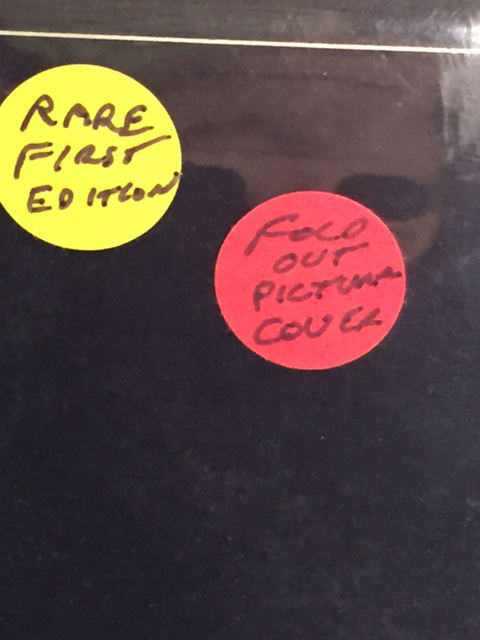 RARE
FIRST
EDITION
FOLD
OUT
PICTURE
COVER